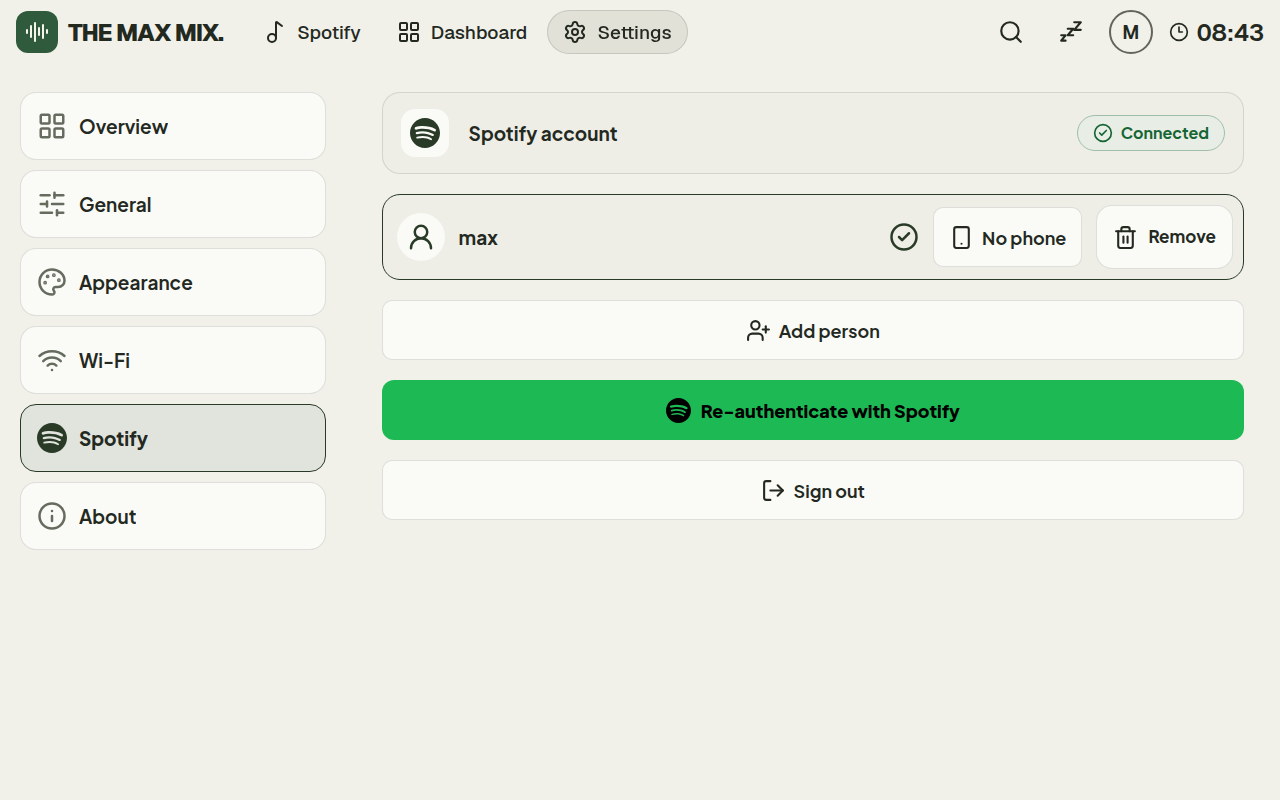 THE MAX MIX.
Spotify
Dashboard
Settings
M
08:43
Overview
General
Appearance
Wi-Fi
Spotify
About
Spotify account
Connected
max
No phone
Remove
Add person
Re-authenticate with Spotify
Sign out